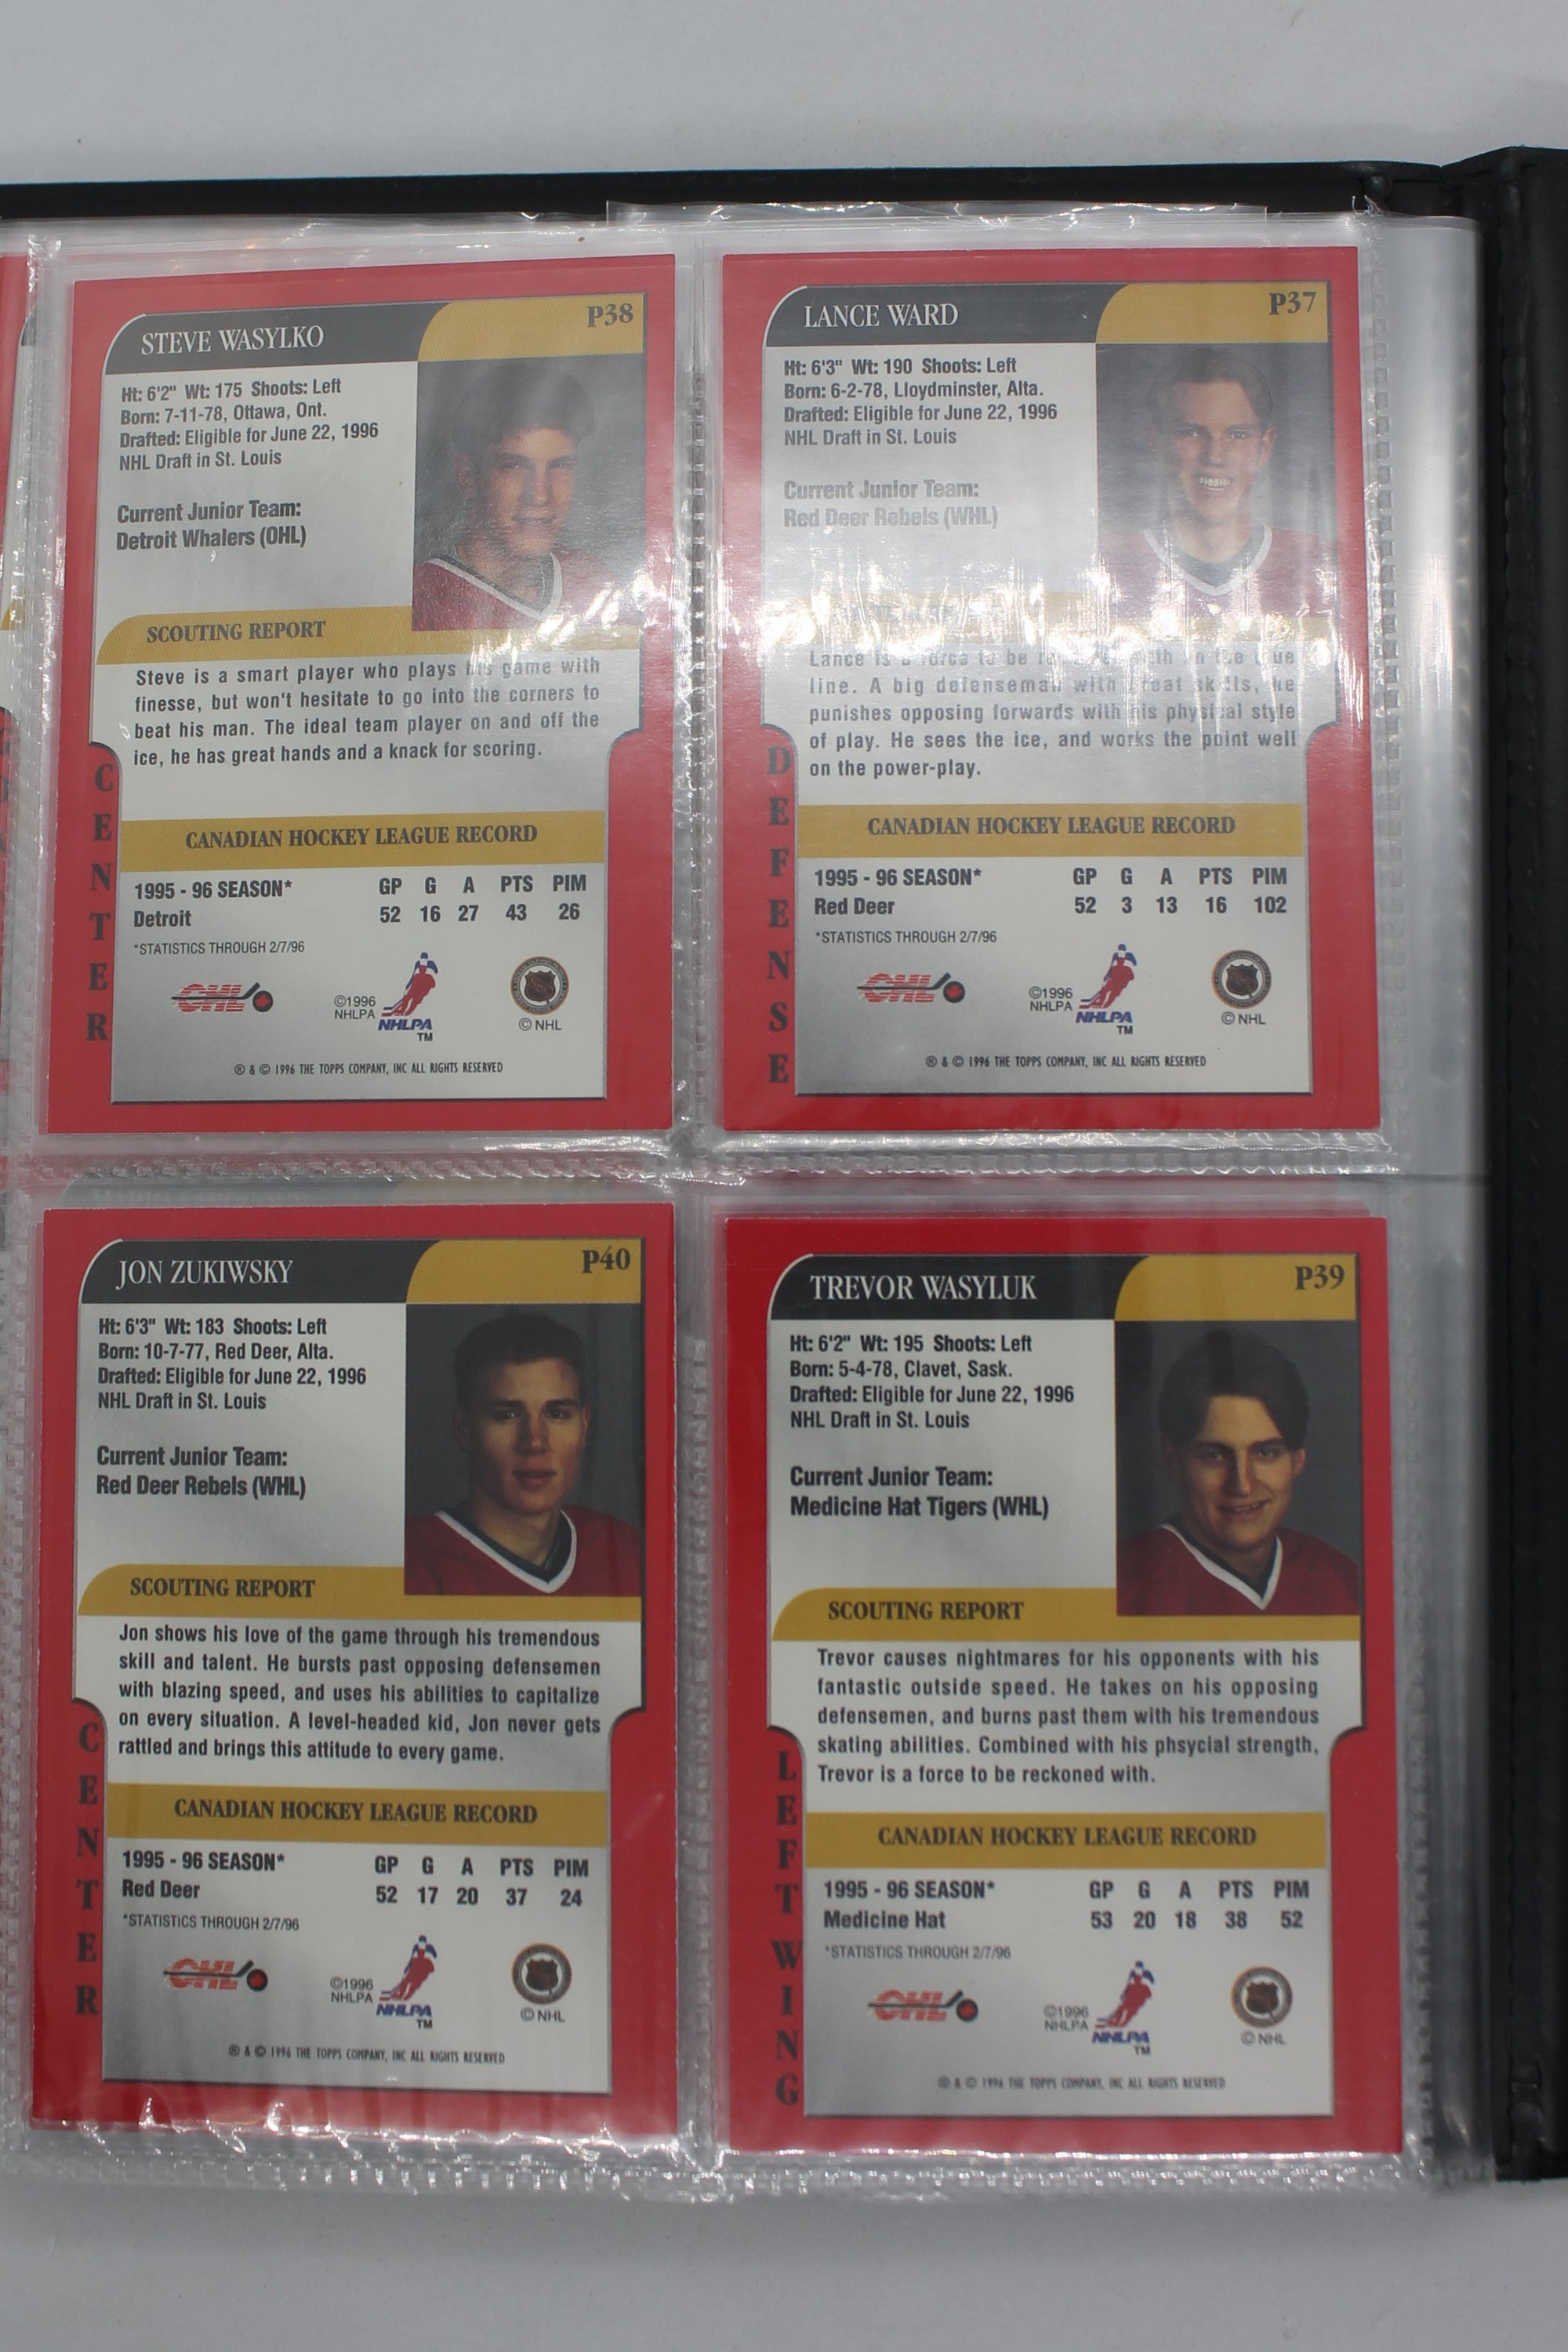 STEVE WASYLKO
P38
Ht: 6'2" Wt: 175 Shoots: Left
Born: 7-11-78, Ottawa, Ont.
Drafted: Eligible for June 22, 1996
NHL Draft in St. Louis
Current Junior Team:
Detroit Whalers (OHL)
SCOUTING REPORT
Steve is a smart player who plays his game with
finesse, but won't hesitate to go into the corners to
beat his man. The ideal team player on and off the
ice, he has great hands and a knack for scoring.
CENTER
CANADIAN HOCKEY LEAGUE RECORD
1995 - 96 SEASON* GP G A PTS PIM
Detroit 52 16 27 43 26
*STATISTICS THROUGH 2/7/96
CHL
©1996
NHLPA
NHLPA
TM
© NHL
® & © 1996 THE TOPPS COMPANY, INC ALL RIGHTS RESERVED
LANCE WARD
P37
Ht: 6'3" Wt: 190 Shoots: Left
Born: 6-2-78, Lloydminster, Alta.
Drafted: Eligible for June 22, 1996
NHL Draft in St. Louis
Current Junior Team:
Red Deer Rebels (WHL)
Lance is a force to be with on the blue
line. A big defenseman with great skills, he
punishes opposing forwards with his physical style
of play. He sees the ice, and works the point well
on the power-play.
DEFENSE
CANADIAN HOCKEY LEAGUE RECORD
1995 - 96 SEASON* GP G A PTS PIM
Red Deer 52 3 13 16 102
*STATISTICS THROUGH 2/7/96
CHL
©1996
NHLPA
NHLPA
TM
© NHL
® & © 1996 THE TOPPS COMPANY, INC ALL RIGHTS RESERVED
JON ZUKIWSKY
P40
Ht: 6'3" Wt: 183 Shoots: Left
Born: 10-7-77, Red Deer, Alta.
Drafted: Eligible for June 22, 1996
NHL Draft in St. Louis
Current Junior Team:
Red Deer Rebels (WHL)
SCOUTING REPORT
Jon shows his love of the game through his tremendous
skill and talent. He bursts past opposing defensemen
with blazing speed, and uses his abilities to capitalize
on every situation. A level-headed kid, Jon never gets
rattled and brings this attitude to every game.
CENTER
CANADIAN HOCKEY LEAGUE RECORD
1995 - 96 SEASON* GP G A PTS PIM
Red Deer 52 17 20 37 24
*STATISTICS THROUGH 2/7/96
CHL
©1996
NHLPA
NHLPA
TM
© NHL
® & © 1996 THE TOPPS COMPANY, INC ALL RIGHTS RESERVED
TREVOR WASYLUK
P39
Ht: 6'2" Wt: 195 Shoots: Left
Born: 5-4-78, Clavet, Sask.
Drafted: Eligible for June 22, 1996
NHL Draft in St. Louis
Current Junior Team:
Medicine Hat Tigers (WHL)
SCOUTING REPORT
Trevor causes nightmares for his opponents with his
fantastic outside speed. He takes on his opposing
defensemen, and burns past them with his tremendous
skating abilities. Combined with his phsycial strength,
Trevor is a force to be reckoned with.
LEFT WING
CANADIAN HOCKEY LEAGUE RECORD
1995 - 96 SEASON* GP G A PTS PIM
Medicine Hat 53 20 18 38 52
*STATISTICS THROUGH 2/7/96
CHL
©1996
NHLPA
NHLPA
TM
© NHL
® & © 1996 THE TOPPS COMPANY, INC ALL RIGHTS RESERVED